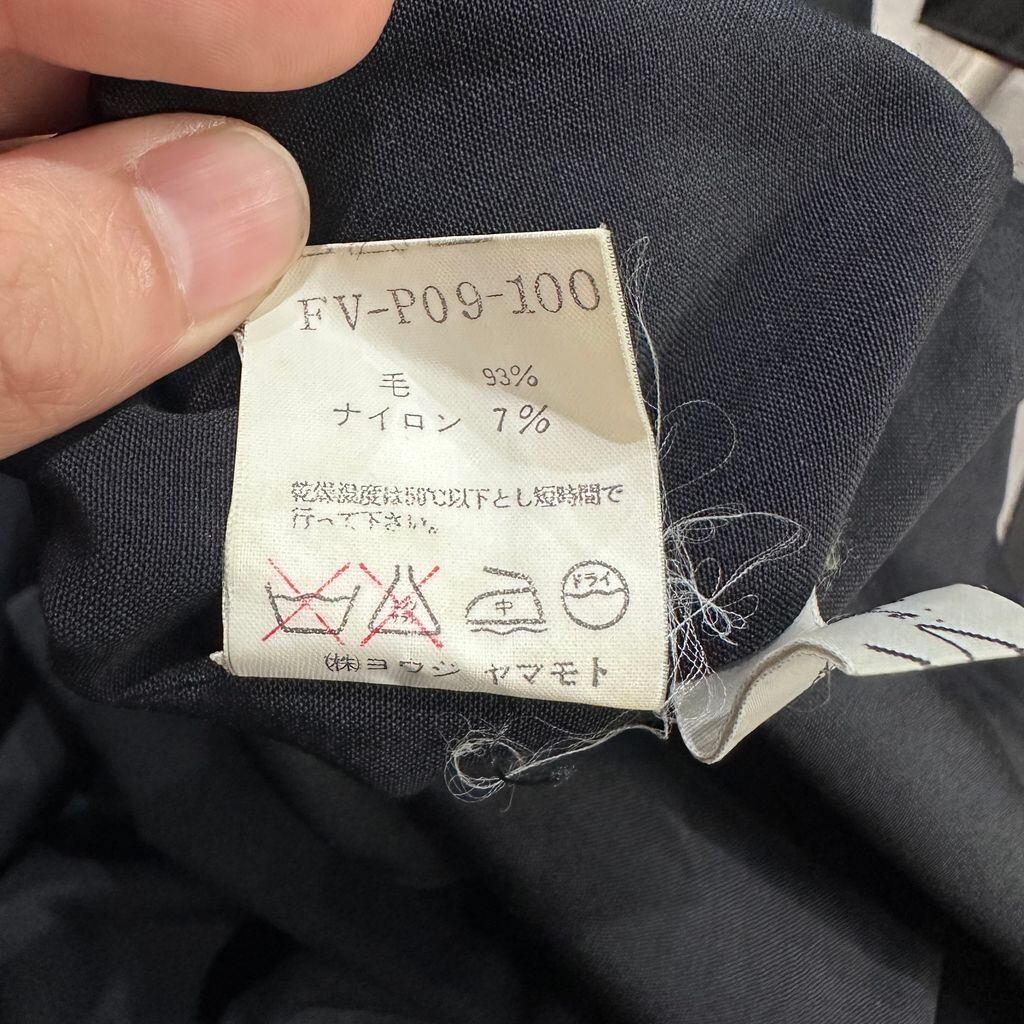 FV-P09-100
毛 93%
ナイロン 7%
乾燥温度は50℃以下とし短時間で
行って下さい。
中
ドライ
(株)ヨウジ ヤマモト